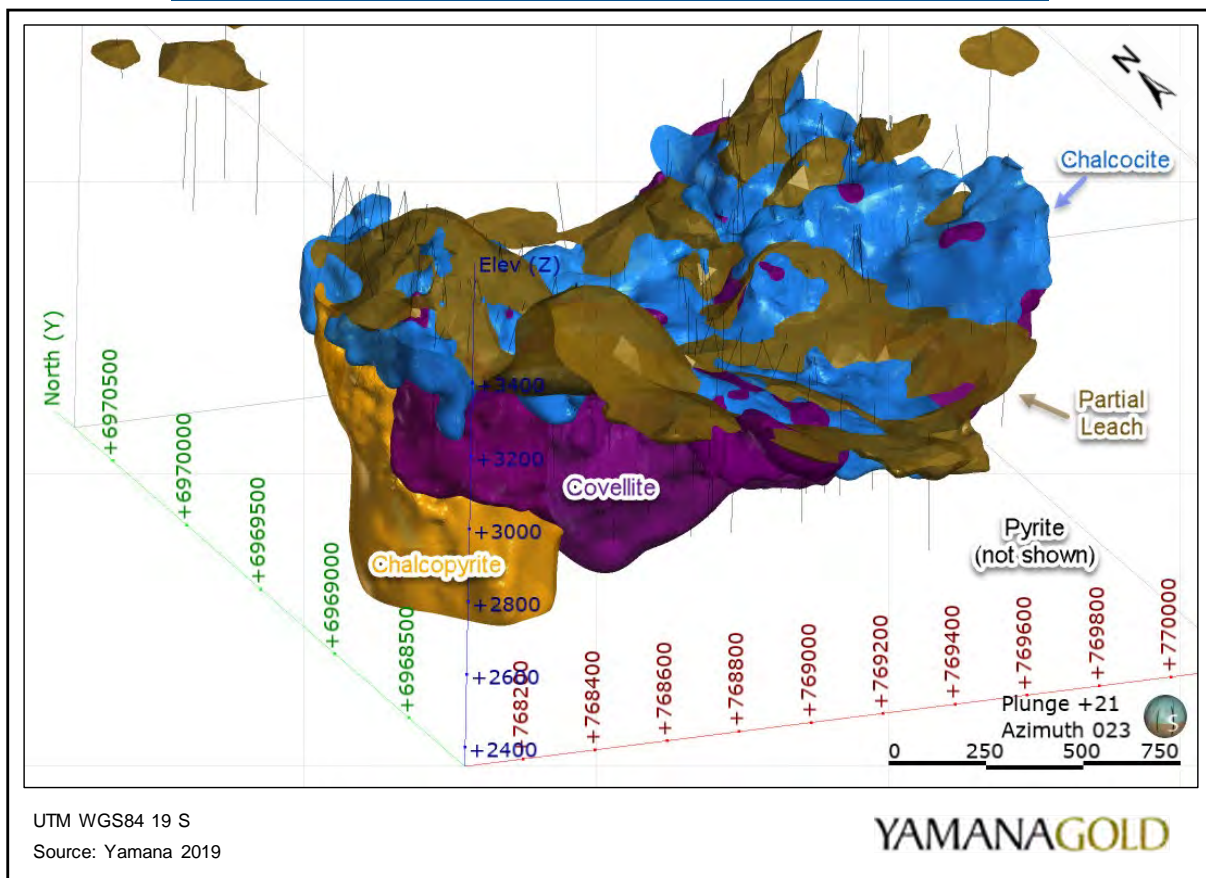 N
Chalcocite
Elev (Z)
North (Y)
+6970500
+6970000
+6969500
+6969000
+6968500
+3400
+3200
+3000
+2800
+2600
+2400
Partial
Leach
Covellite
Chalcopyrite
Pyrite
(not shown)
+768200
+768400
+768600
+768800
+769000
+769200
+769400
+769600
+769800
+770000
Plunge +21
Azimuth 023
S
0 250 500 750
UTM WGS84 19 S
Source: Yamana 2019
YAMANAGOLD